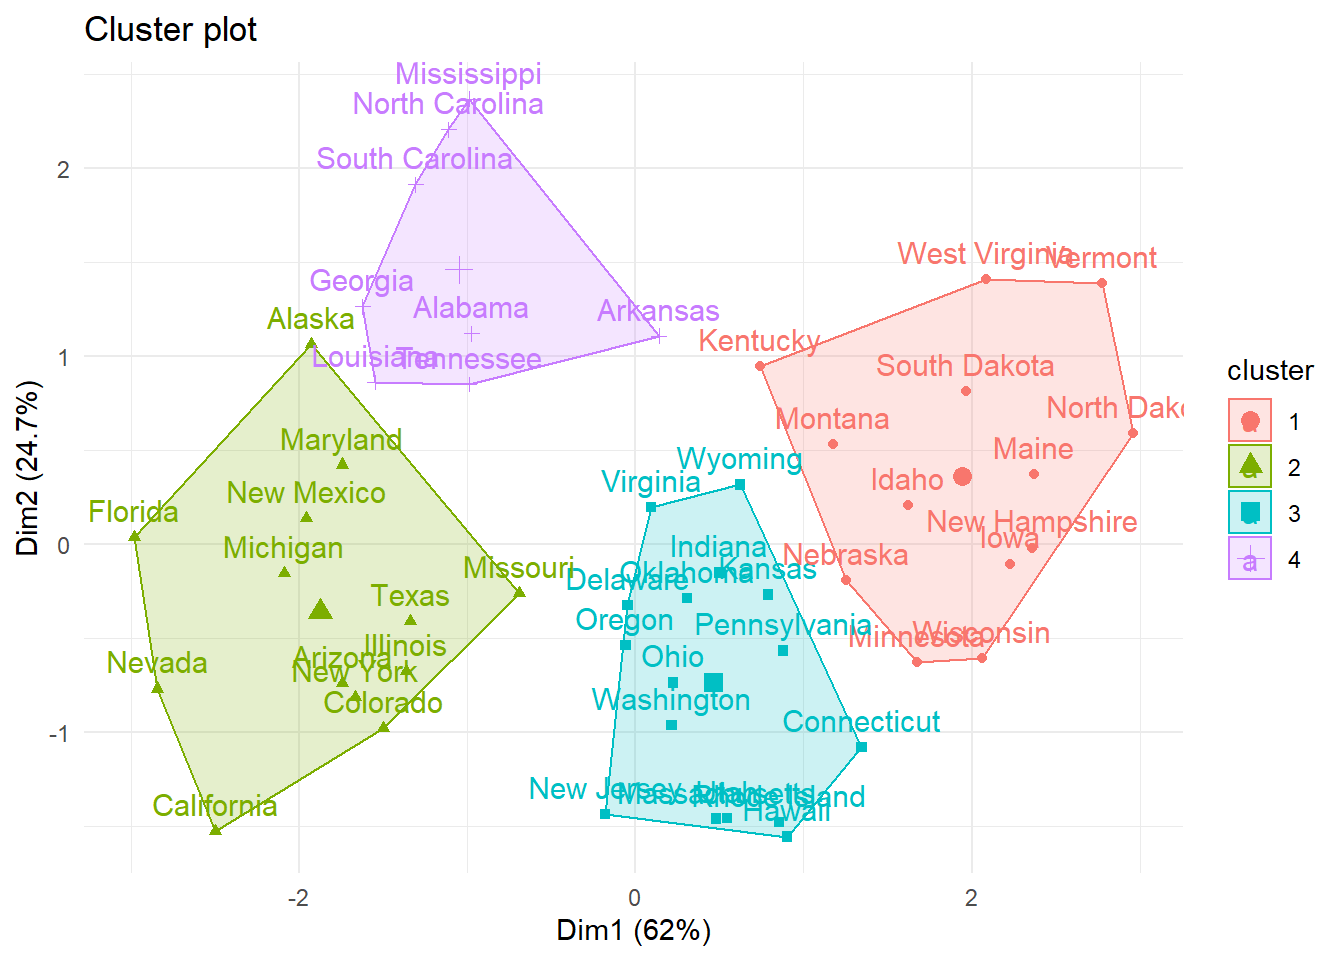 Cluster plot
Mississippi
North Carolina
South Carolina
West Virginia
Vermont
Georgia
Alabama
Arkansas
Alaska
Kentucky
Louisiana
Tennessee
South Dakota
North Dako
Montana
Maryland
Maine
Wyoming
Idaho
Virginia
New Mexico
Florida
New Hampshire
Iowa
Michigan
Indiana
Nebraska
Missouri
Oklahoma
Kansas
Delaware
Texas
Oregon
Pennsylvania
Minnesota
Wisconsin
Illinois
Nevada
Arizona
Ohio
New York
Colorado
Washington
Connecticut
California
New Jersey
Massachusetts
Utah
Rhode Island
Hawaii
2
1
0
-1
-2
0
2
Dim1 (62%)
Dim2 (24.7%)
cluster
a
1
a
2
a
3
a
4